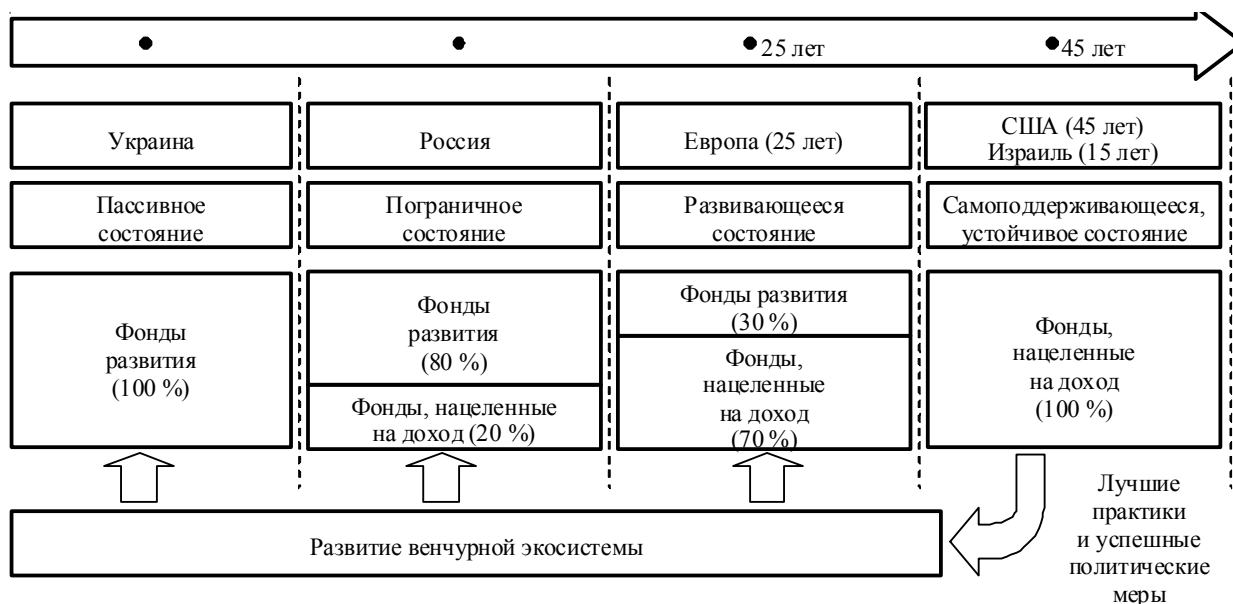 25 лет
45 лет
Украина
Россия
Европа (25 лет)
США (45 лет)
Израиль (15 лет)
Пассивное
состояние
Пограничное
состояние
Развивающееся
состояние
Самоподдерживающееся,
устойчивое состояние
Фонды
развития
(100 %)
Фонды
развития
(80 %)
Фонды, нацеленные
на доход (20 %)
Фонды развития
(30 %)
Фонды,
нацеленные
на доход
(70 %)
Фонды,
нацеленные
на доход
(100 %)
Развитие венчурной экосистемы
Лучшие
практики
и успешные
политические
меры